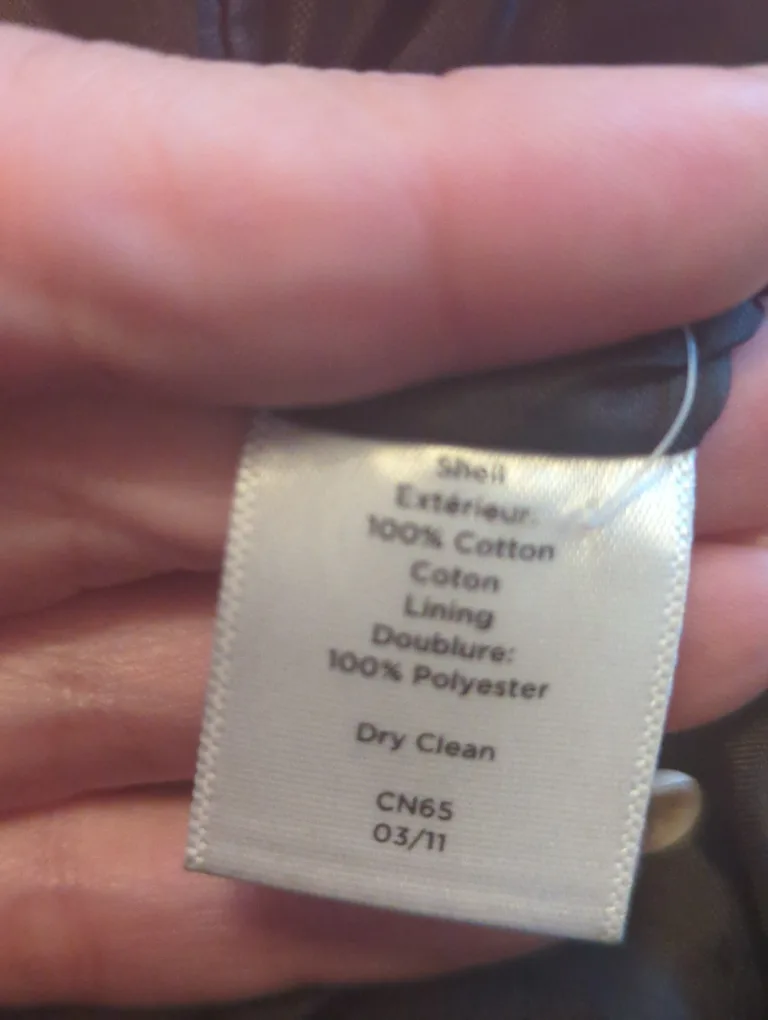 Shell
Extérieur:
100% Cotton
Coton
Lining
Doublure:
100% Polyester
Dry Clean
CN65
03/11